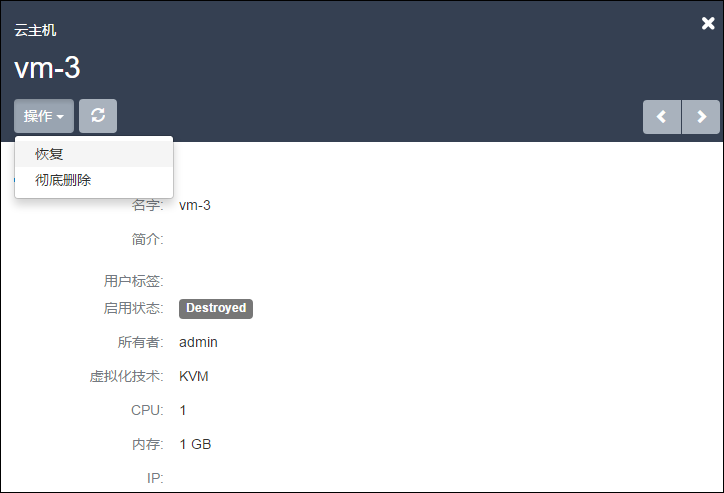 云主机
vm-3
操作
恢复
彻底删除
名字: vm-3
简介:
用户标签:
启用状态: Destroyed
所有者: admin
虚拟化技术: KVM
CPU: 1
内存: 1 GB
IP: